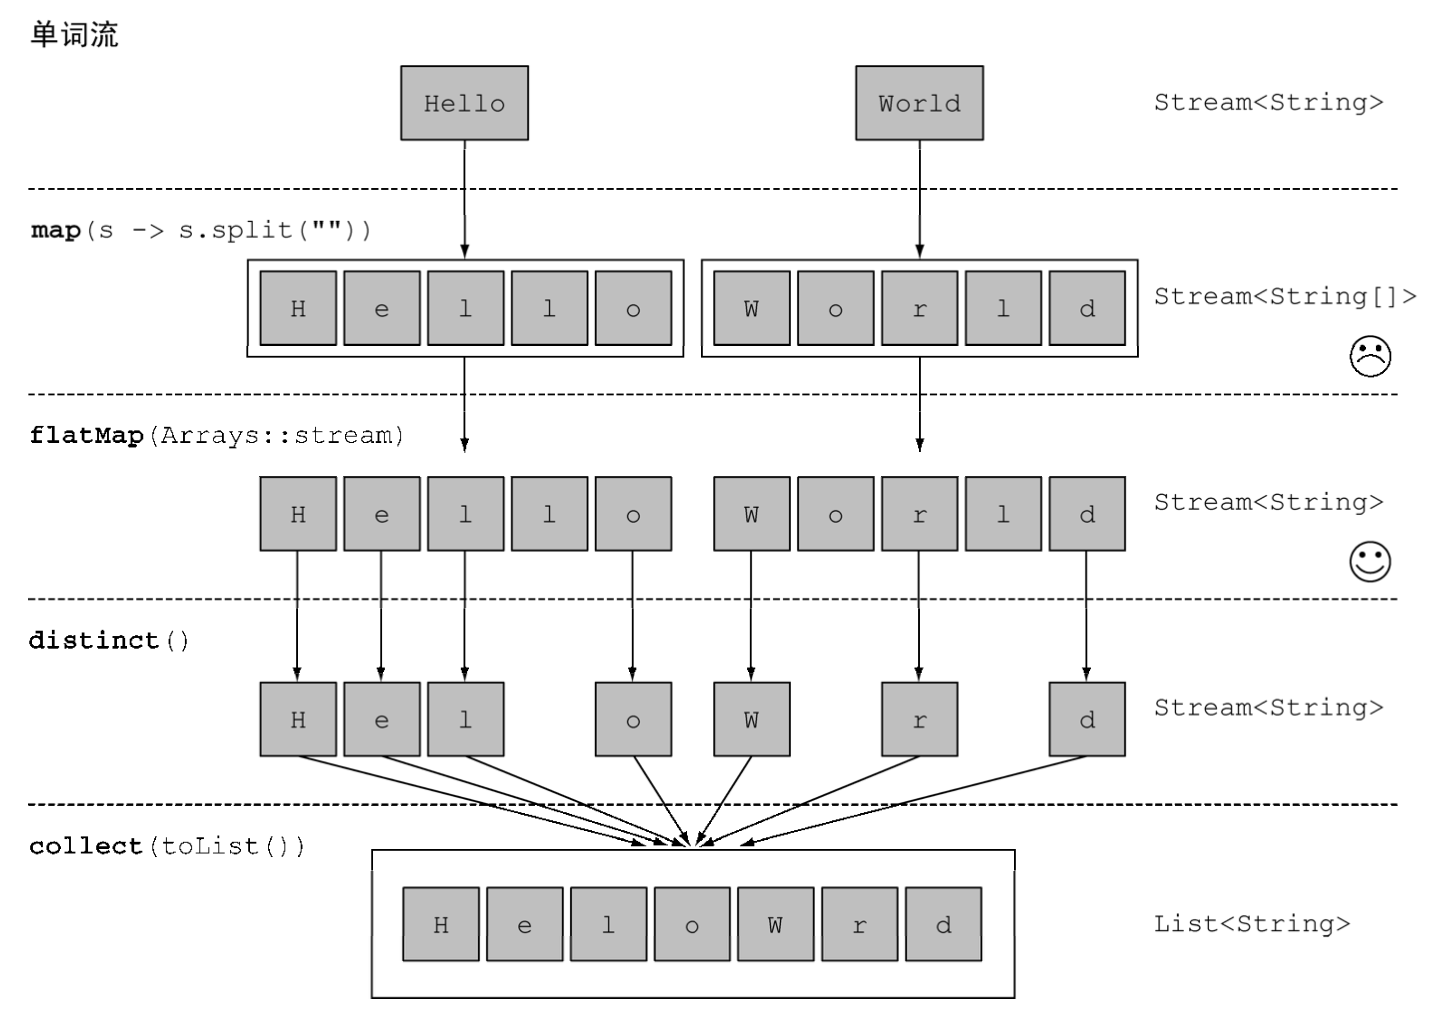 单词流
Hello World Stream<String>
map(s -> s.split(""))
H e l l o W o r l d Stream<String[]>
flatMap(Arrays::stream)
H e l l o W o r l d Stream<String>
distinct()
H e l o W r d Stream<String>
collect(toList())
H e l o W r d List<String>